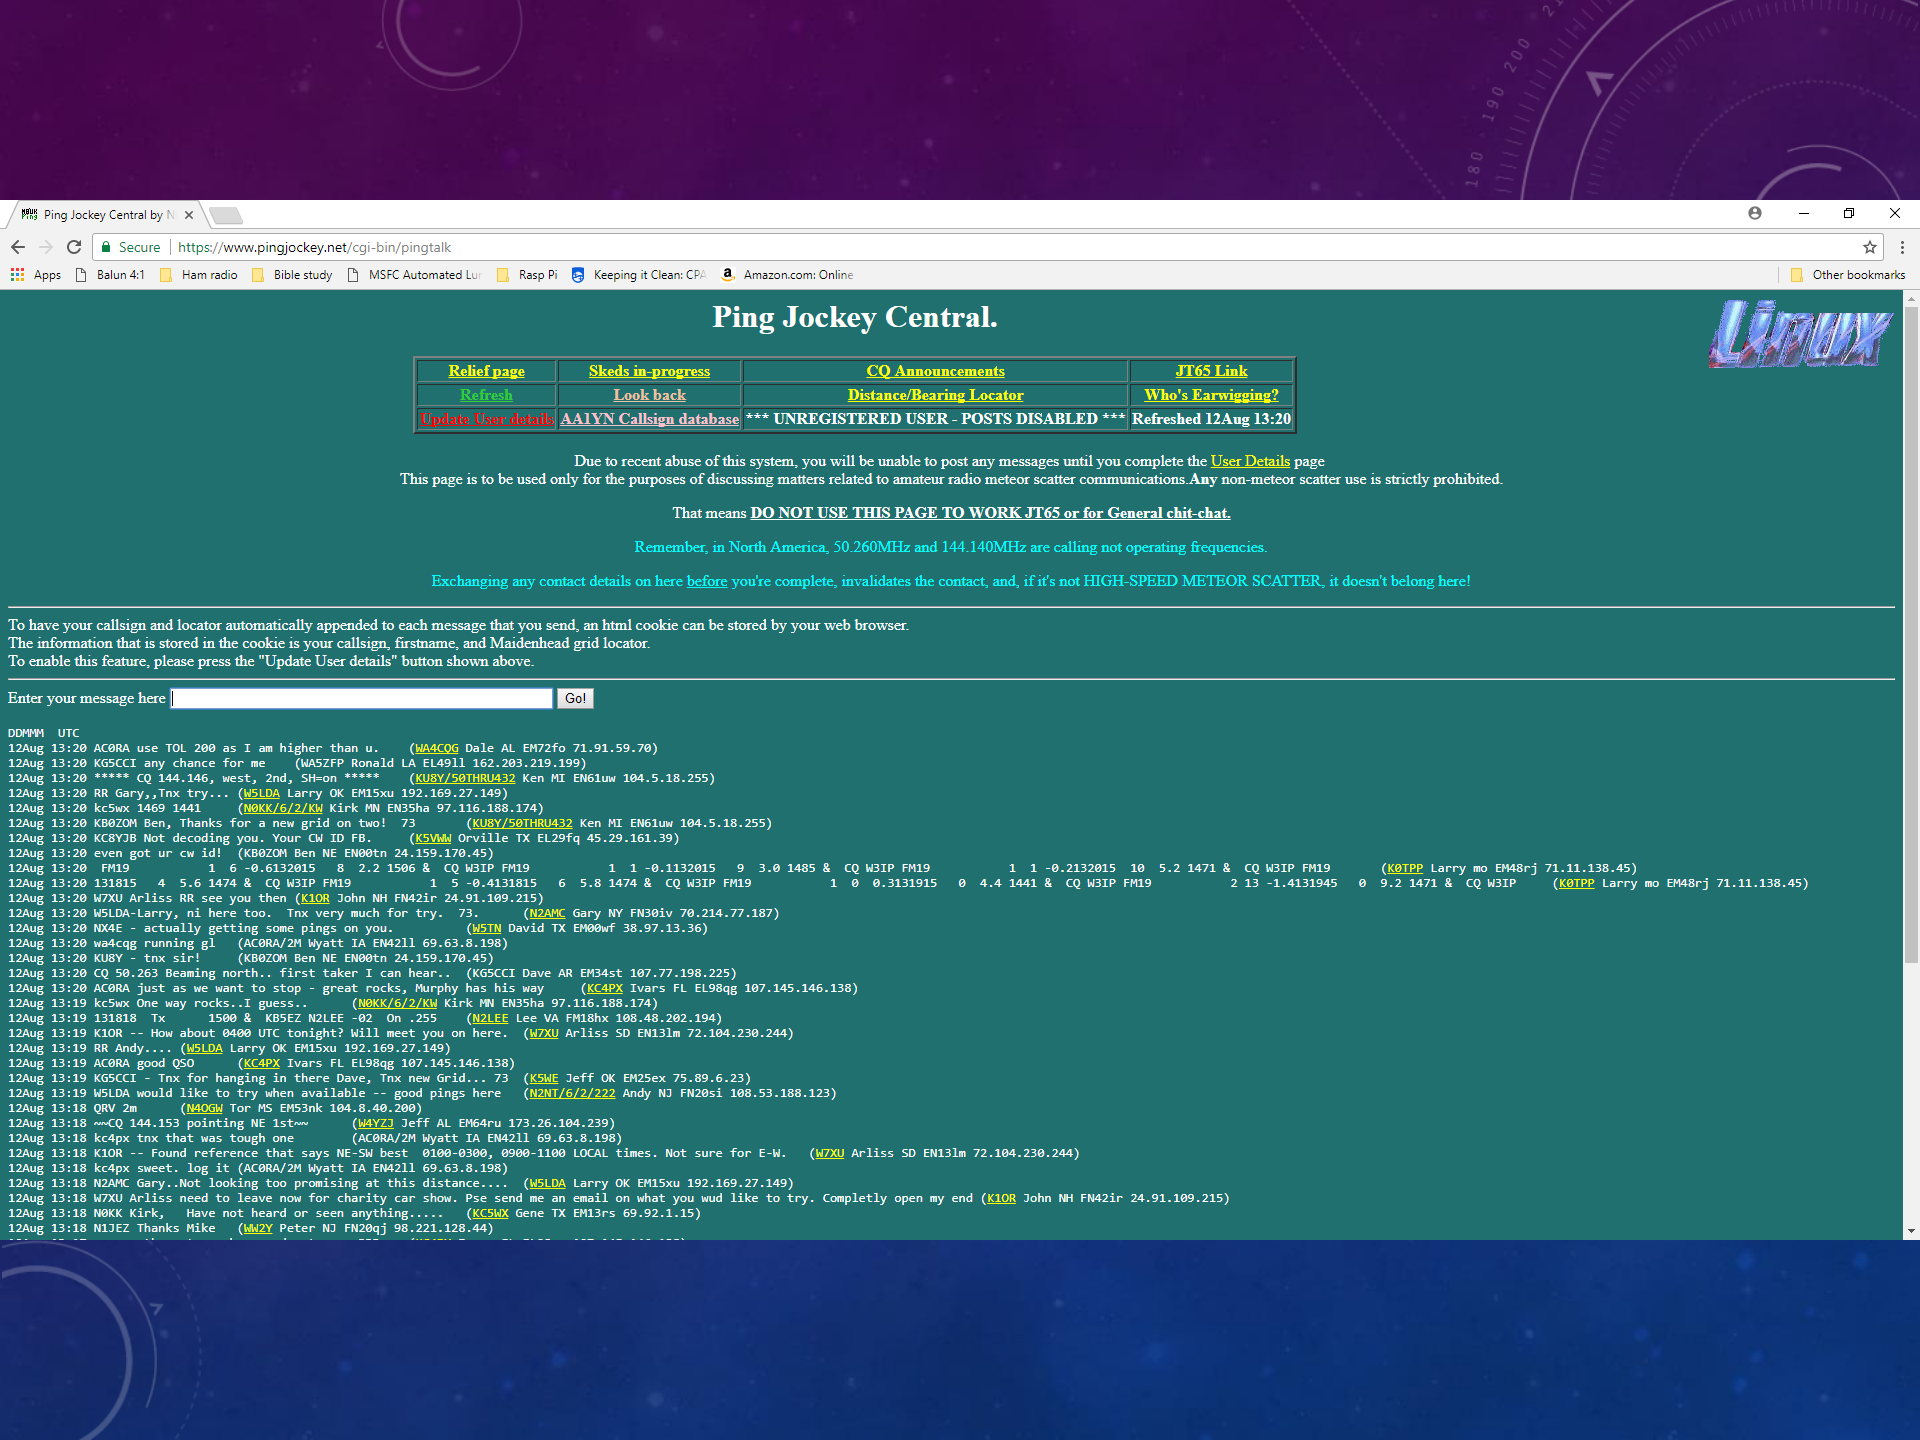 210
200
190
180
Ping Jockey Central by N
Secure | https://www.pingjockey.net/cgi-bin/pingtalk
Apps Balun 4:1 Ham radio Bible study MSFC Automated Lu Rasp Pi Keeping it Clean: CPA Amazon.com: Online Other bookmarks
Ping Jockey Central.
Linux
Relief page Skeds in-progress CQ Announcements JT65 Link
Refresh Look back Distance/Bearing Locator Who's Earwigging?
Update User details AA1YN Callsign database *** UNREGISTERED USER - POSTS DISABLED *** Refreshed 12Aug 13:20
Due to recent abuse of this system, you will be unable to post any messages until you complete the User Details page
This page is to be used only for the purposes of discussing matters related to amateur radio meteor scatter communications.Any non-meteor scatter use is strictly prohibited.
That means DO NOT USE THIS PAGE TO WORK JT65 or for General chit-chat.
Remember, in North America, 50.260MHz and 144.140MHz are calling not operating frequencies.
Exchanging any contact details on here before you're complete, invalidates the contact, and, if it's not HIGH-SPEED METEOR SCATTER, it doesn't belong here!
To have your callsign and locator automatically appended to each message that you send, an html cookie can be stored by your web browser.
The information that is stored in the cookie is your callsign, firstname, and Maidenhead grid locator.
To enable this feature, please press the "Update User details" button shown above.
Enter your message here Go!
DDMMM UTC
12Aug 13:20 AC0RA use TOL 200 as I am higher than u. (WA4CQG Dale AL EM72fo 71.91.59.70)
12Aug 13:20 KG5CCI any chance for me (WA5ZFP Ronald LA EL49ll 162.203.219.199)
12Aug 13:20 ***** CQ 144.146, west, 2nd, SH=on ***** (KU8Y/50THRU432 Ken MI EN61uw 104.5.18.255)
12Aug 13:20 RR Gary,,Tnx try... (W5LDA Larry OK EM15xu 192.169.27.149)
12Aug 13:20 kc5wx 1469 1441 (N0KK/6/2/KW Kirk MN EN35ha 97.116.188.174)
12Aug 13:20 KB0ZOM Ben, Thanks for a new grid on two! 73 (KU8Y/50THRU432 Ken MI EN61uw 104.5.18.255)
12Aug 13:20 KC8YJB Not decoding you. Your CW ID FB. (K5VWW Orville TX EL29fq 45.29.161.39)
12Aug 13:20 even got ur cw id! (KB0ZOM Ben NE EN00tn 24.159.170.45)
12Aug 13:20 FM19 1 6 -0.6132015 8 2.2 1506 & CQ W3IP FM19 1 1 -0.1132015 9 3.0 1485 & CQ W3IP FM19 1 1 -0.2132015 10 5.2 1471 & CQ W3IP FM19 (K0TPP Larry mo EM48rj 71.11.138.45)
12Aug 13:20 131815 4 5.6 1474 & CQ W3IP FM19 1 5 -0.4131815 6 5.8 1474 & CQ W3IP FM19 1 0 0.3131915 0 4.4 1441 & CQ W3IP FM19 2 13 -1.4131945 0 9.2 1471 & CQ W3IP (K0TPP Larry mo EM48rj 71.11.138.45)
12Aug 13:20 W7XU Arliss RR see you then (K1OR John NH FN42ir 24.91.109.215)
12Aug 13:20 W5LDA-Larry, ni here too. Tnx very much for try. 73. (N2AMC Gary NY FN30iv 70.214.77.187)
12Aug 13:20 NX4E - actually getting some pings on you. (W5TN David TX EM00wf 38.97.13.36)
12Aug 13:20 wa4cqg running gl (AC0RA/2M Wyatt IA EN42ll 69.63.8.198)
12Aug 13:20 KU8Y - tnx sir! (KB0ZOM Ben NE EN00tn 24.159.170.45)
12Aug 13:20 CQ 50.263 Beaming north.. first taker I can hear.. (KG5CCI Dave AR EM34st 107.77.198.225)
12Aug 13:20 AC0RA just as we want to stop - great rocks, Murphy has his way (KC4PX Ivars FL EL98qg 107.145.146.138)
12Aug 13:19 kc5wx One way rocks..I guess.. (N0KK/6/2/KW Kirk MN EN35ha 97.116.188.174)
12Aug 13:19 131818 Tx 1500 & KB5EZ N2LEE -02 On .255 (N2LEE Lee VA FM18hx 108.48.202.194)
12Aug 13:19 K1OR -- How about 0400 UTC tonight? Will meet you on here. (W7XU Arliss SD EN13lm 72.104.230.244)
12Aug 13:19 RR Andy.... (W5LDA Larry OK EM15xu 192.169.27.149)
12Aug 13:19 AC0RA good QSO (KC4PX Ivars FL EL98qg 107.145.146.138)
12Aug 13:19 KG5CCI - Tnx for hanging in there Dave, Tnx new Grid... 73 (K5WE Jeff OK EM25ex 75.89.6.23)
12Aug 13:19 W5LDA would like to try when available -- good pings here (N2NT/6/2/222 Andy NJ FN20si 108.53.188.123)
12Aug 13:18 QRV 2m (N4OGW Tor MS EM53nk 104.8.40.200)
12Aug 13:18 ~~CQ 144.153 pointing NE 1st~~ (W4YZJ Jeff AL EM64ru 173.26.104.239)
12Aug 13:18 kc4px tnx that was tough one (AC0RA/2M Wyatt IA EN42ll 69.63.8.198)
12Aug 13:18 K1OR -- Found reference that says NE-SW best 0100-0300, 0900-1100 LOCAL times. Not sure for E-W. (W7XU Arliss SD EN13lm 72.104.230.244)
12Aug 13:18 kc4px sweet. log it (AC0RA/2M Wyatt IA EN42ll 69.63.8.198)
12Aug 13:18 N2AMC Gary..Not looking too promising at this distance.... (W5LDA Larry OK EM15xu 192.169.27.149)
12Aug 13:18 W7XU Arliss need to leave now for charity car show. Pse send me an email on what you wud like to try. Completly open my end (K1OR John NH FN42ir 24.91.109.215)
12Aug 13:18 N0KK Kirk, Have not heard or seen anything..... (KC5WX Gene TX EM13rs 69.92.1.15)
12Aug 13:18 N1JEZ Thanks Mike (WW2Y Peter NJ FN20qj 98.221.128.44)